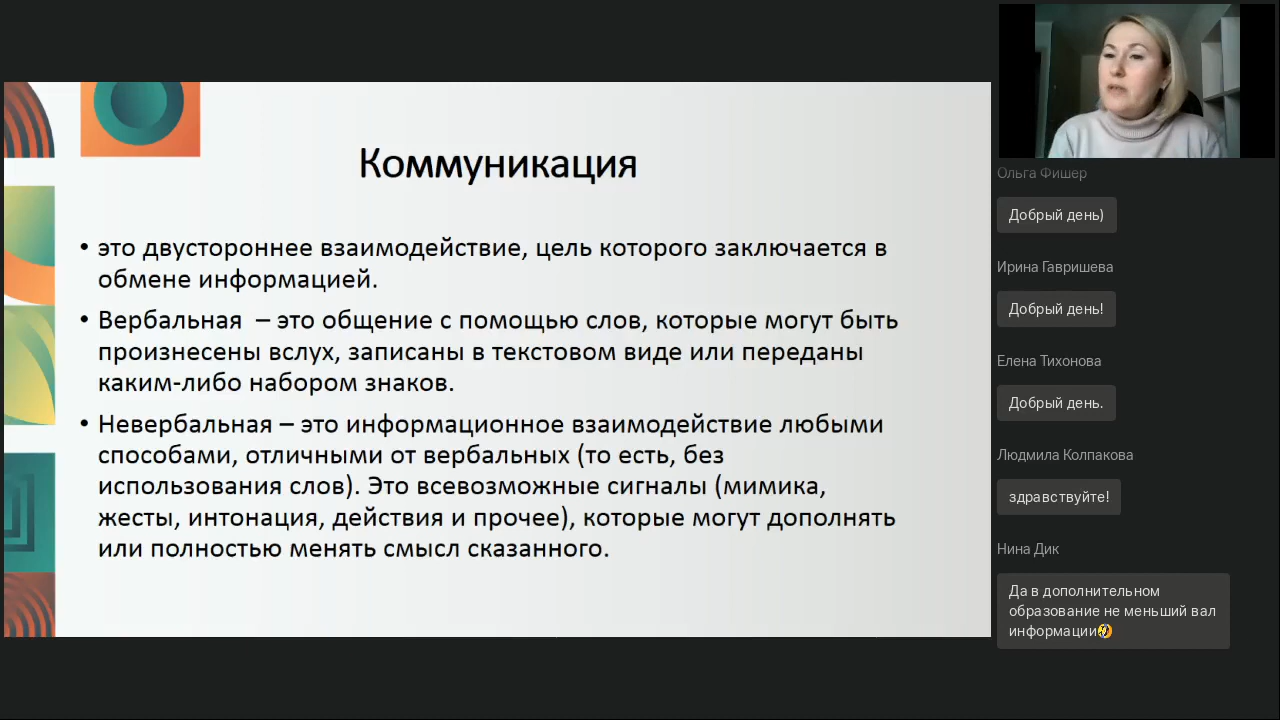 Коммуникация
• это двустороннее взаимодействие, цель которого заключается в
обмене информацией.
• Вербальная – это общение с помощью слов, которые могут быть
произнесены вслух, записаны в текстовом виде или переданы
каким-либо набором знаков.
• Невербальная – это информационное взаимодействие любыми
способами, отличными от вербальных (то есть, без
использования слов). Это всевозможные сигналы (мимика,
жесты, интонация, действия и прочее), которые могут дополнять
или полностью менять смысл сказанного.
Ольга Фишер
Добрый день)
Ирина Гавришева
Добрый день!
Елена Тихонова
Добрый день.
Людмила Колпакова
здравствуйте!
Нина Дик
Да в дополнительном
образование не меньший вал
информации🤣